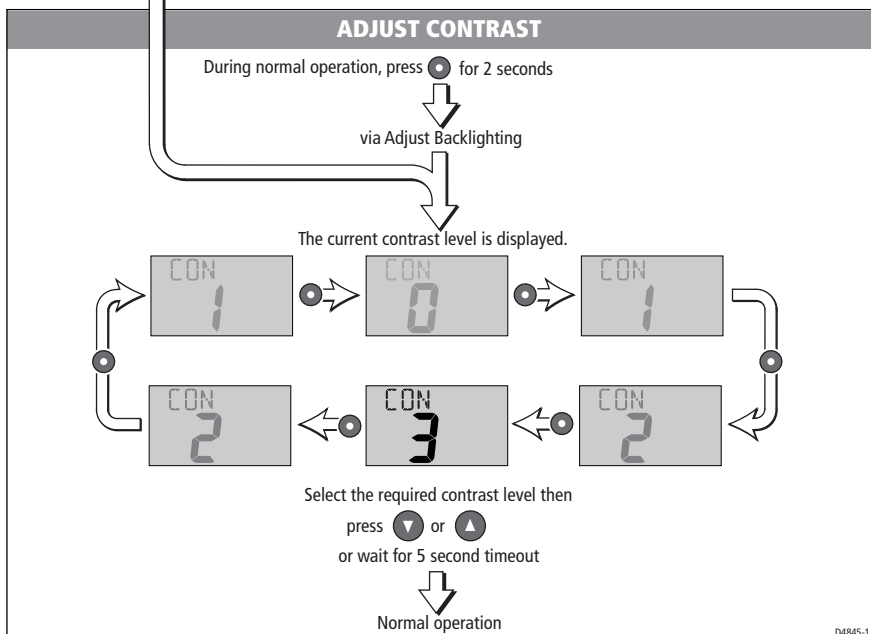 ADJUST CONTRAST
During normal operation, press for 2 seconds
via Adjust Backlighting
The current contrast level is displayed.
CON
1
CON
0
CON
1
CON
2
CON
3
CON
2
Select the required contrast level then
press or
or wait for 5 second timeout
Normal operation
D4845-1